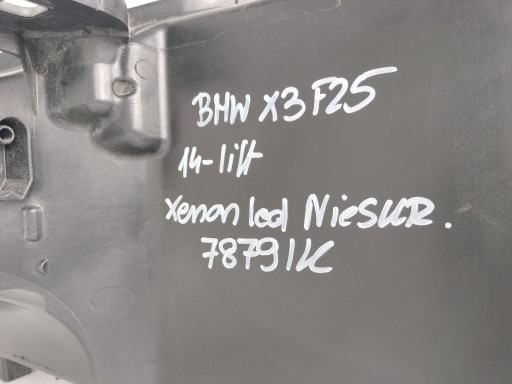 BMW X3 F25
14-lift
Xenon led NieSKR.
78791K